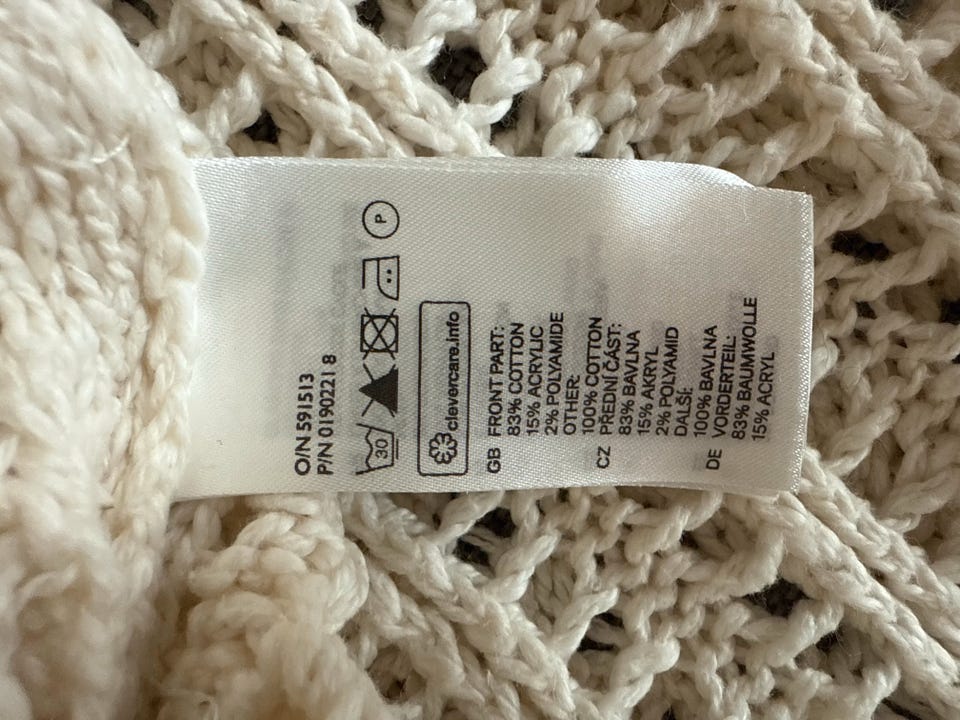 O/N 591513
P/N 0190221 8
30
P
clevercare.info
GB FRONT PART:
83% COTTON
15% ACRYLIC
2% POLYAMIDE
OTHER:
100% COTTON
CZ PŘEDNÍ ČÁST:
83% BAVLNA
15% AKRYL
2% POLYAMID
DALŠÍ:
100% BAVLNA
DE VORDERTEIL:
83% BAUMWOLLE
15% ACRYL